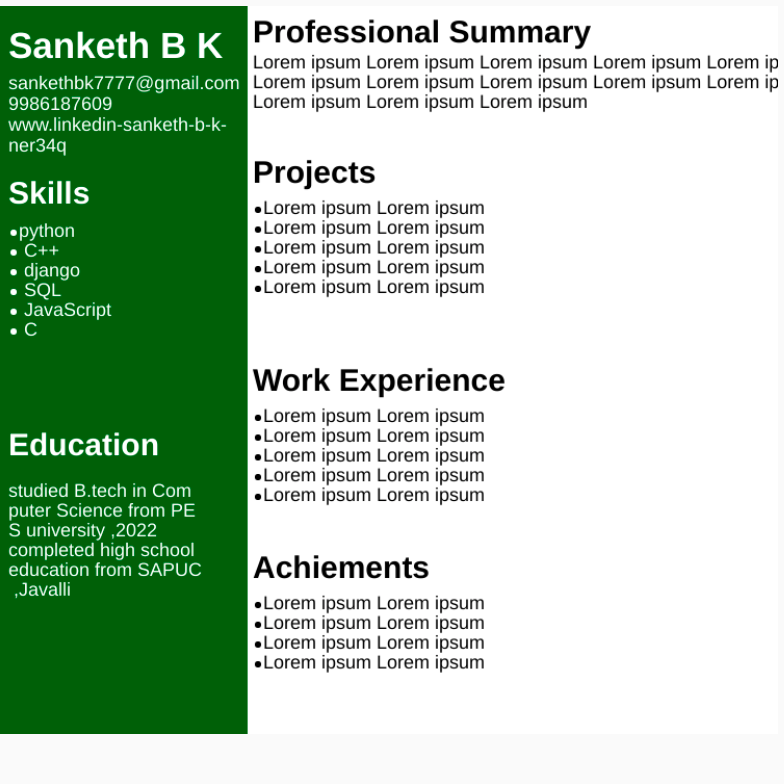 Sanketh B K
sankethbk7777@gmail.com
9986187609
www.linkedin-sanketh-b-k-
ner34q
Skills
•python
• C++
• django
• SQL
• JavaScript
• C
Education
studied B.tech in Com
puter Science from PE
S university ,2022
completed high school
education from SAPUC
,Javalli
Professional Summary
Lorem ipsum Lorem ipsum Lorem ipsum Lorem ipsum Lorem ip
Lorem ipsum Lorem ipsum Lorem ipsum Lorem ipsum Lorem ip
Lorem ipsum Lorem ipsum Lorem ipsum
Projects
•Lorem ipsum Lorem ipsum
•Lorem ipsum Lorem ipsum
•Lorem ipsum Lorem ipsum
•Lorem ipsum Lorem ipsum
•Lorem ipsum Lorem ipsum
Work Experience
•Lorem ipsum Lorem ipsum
•Lorem ipsum Lorem ipsum
•Lorem ipsum Lorem ipsum
•Lorem ipsum Lorem ipsum
•Lorem ipsum Lorem ipsum
Achiements
•Lorem ipsum Lorem ipsum
•Lorem ipsum Lorem ipsum
•Lorem ipsum Lorem ipsum
•Lorem ipsum Lorem ipsum